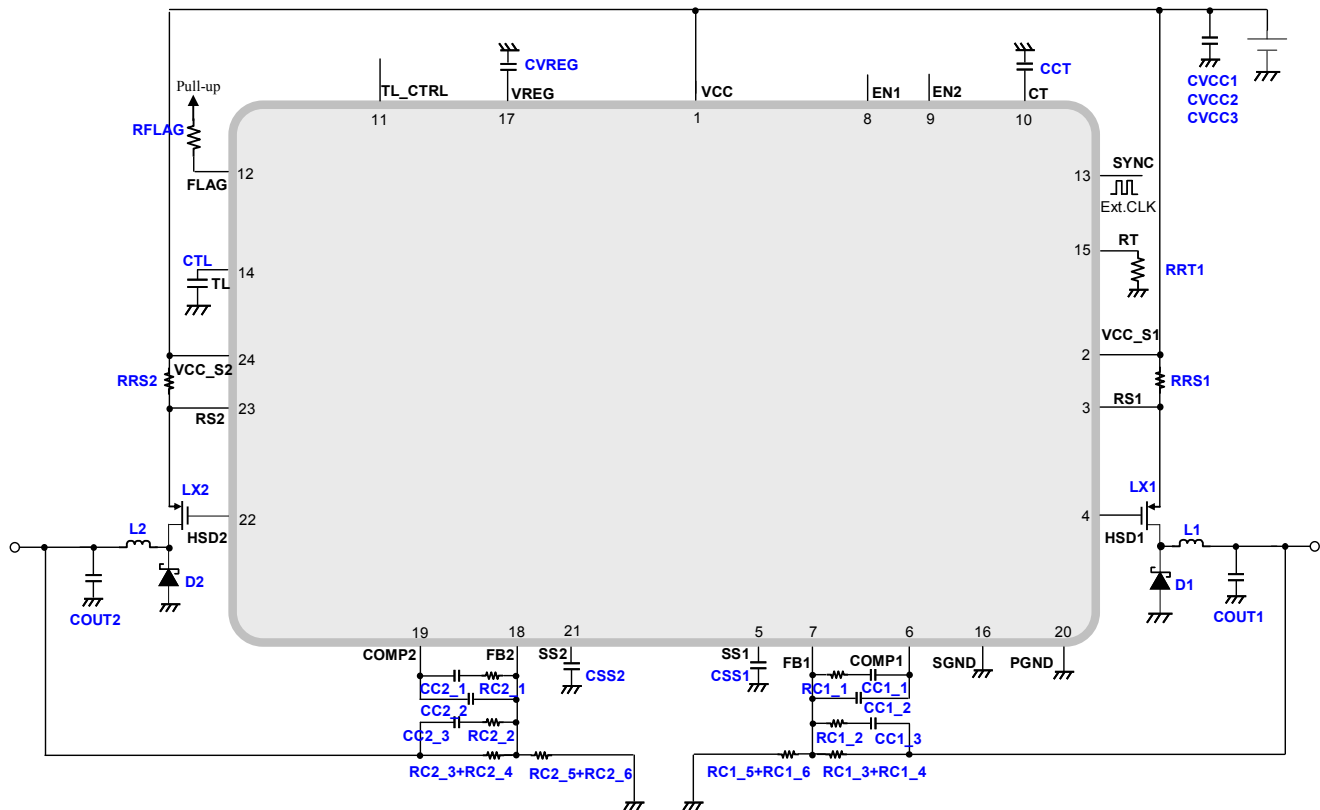 CVREG
CCT
Pull-up
TL_CTRL
VREG
VCC
EN1
EN2
CT
CVCC1
CVCC2
CVCC3
11
17
1
8
9
10
RFLAG
12
FLAG
13
SYNC
Ext.CLK
CTL
14
TL
15
RT
RRT1
24
VCC_S2
2
VCC_S1
RRS2
RRS1
23
RS2
3
RS1
LX2
LX1
22
HSD2
4
HSD1
L2
L1
D2
D1
COUT2
COUT1
19
18
21
5
7
6
16
20
COMP2
FB2
SS2
SS1
FB1
COMP1
SGND
PGND
CSS2
CSS1
CC2_1
RC2_1
RC1_1
CC1_1
CC2_2
CC1_2
CC2_3
RC2_2
RC1_2
CC1_3
RC2_3+RC2_4
RC2_5+RC2_6
RC1_5+RC1_6
RC1_3+RC1_4